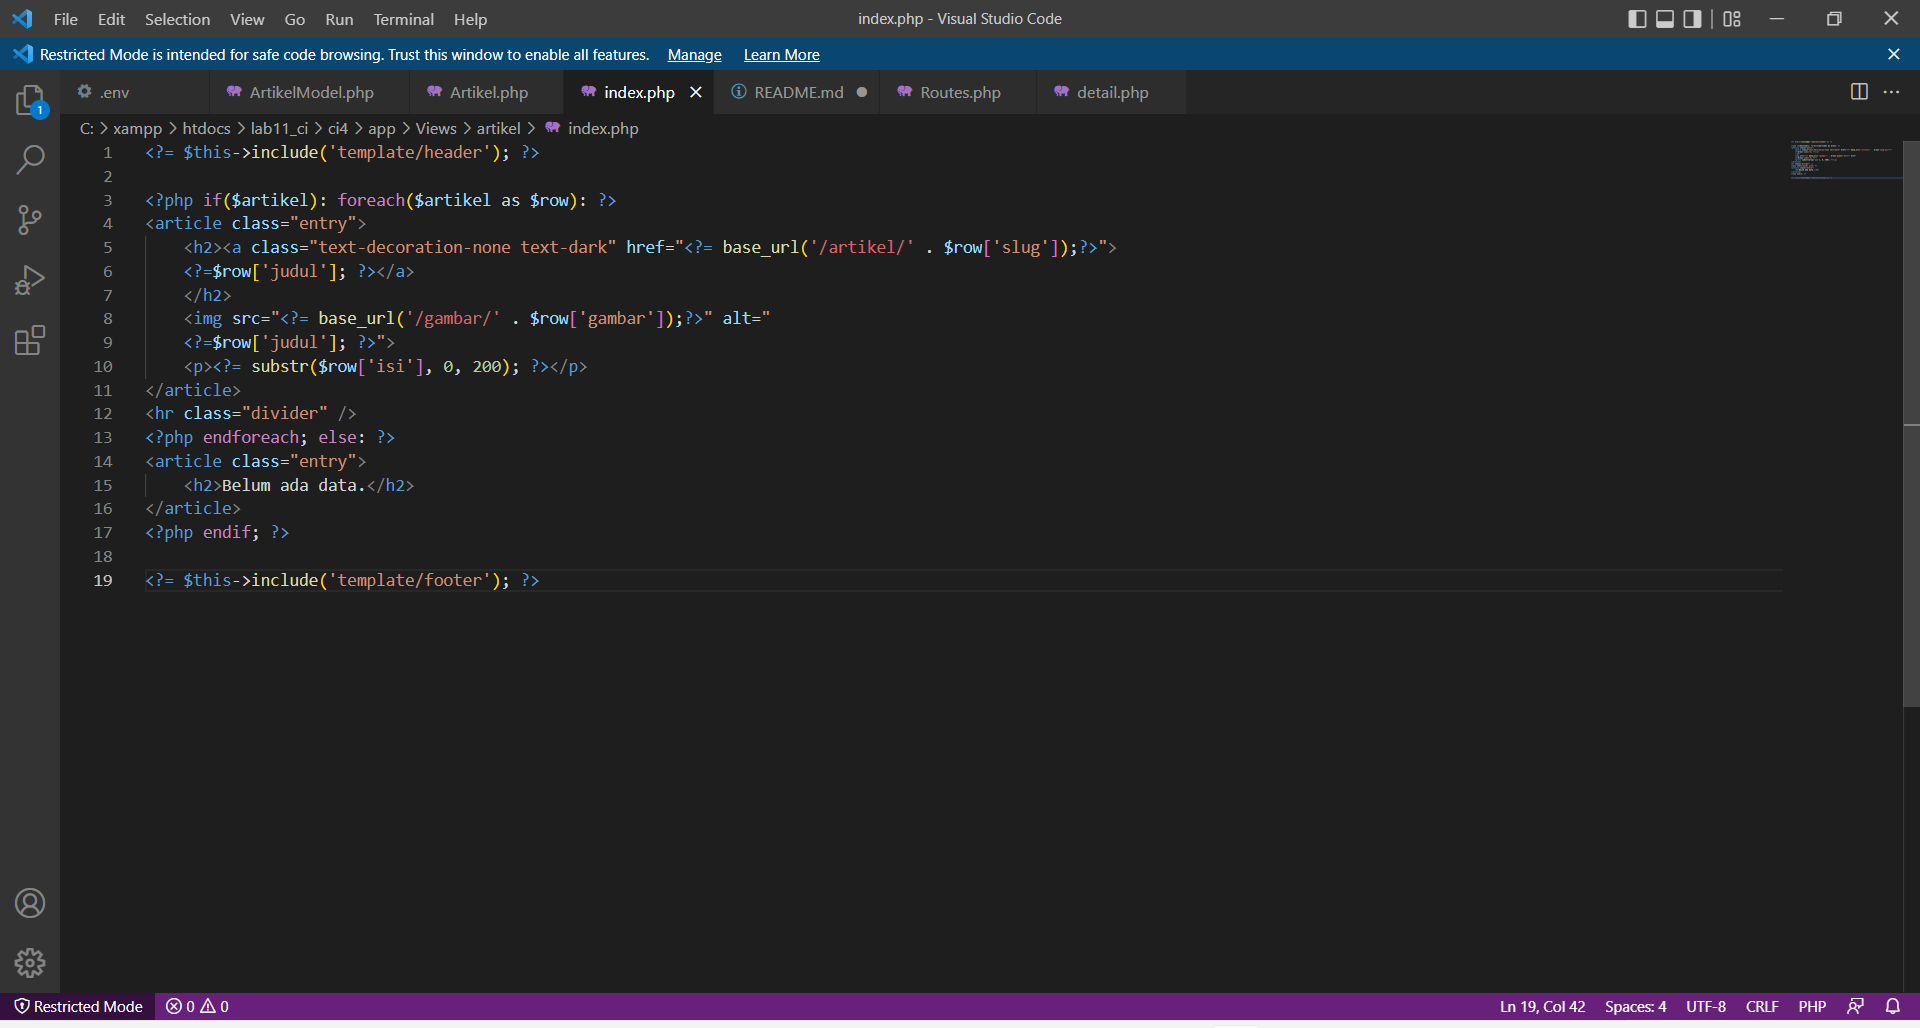 File Edit Selection View Go Run Terminal Help index.php - Visual Studio Code
Restricted Mode is intended for safe code browsing. Trust this window to enable all features. Manage Learn More
1 .env ArtikelModel.php Artikel.php index.php README.md Routes.php detail.php
C: > xampp > htdocs > lab11_ci > ci4 > app > Views > artikel > index.php
1 <?= $this->include('template/header'); ?>
2
3 <?php if($artikel): foreach($artikel as $row): ?>
4 <article class="entry">
5     <h2><a class="text-decoration-none text-dark" href="<?= base_url('/artikel/' . $row['slug']);?>">
6     <?=$row['judul']; ?></a>
7     </h2>
8     <img src="<?= base_url('/gambar/' . $row['gambar']);?>" alt="
9     <?=$row['judul']; ?>">
10     <p><?= substr($row['isi'], 0, 200); ?></p>
11 </article>
12 <hr class="divider" />
13 <?php endforeach; else: ?>
14 <article class="entry">
15     <h2>Belum ada data.</h2>
16 </article>
17 <?php endif; ?>
18
19 <?= $this->include('template/footer'); ?>
Restricted Mode 0 0 Ln 19, Col 42 Spaces: 4 UTF-8 CRLF PHP